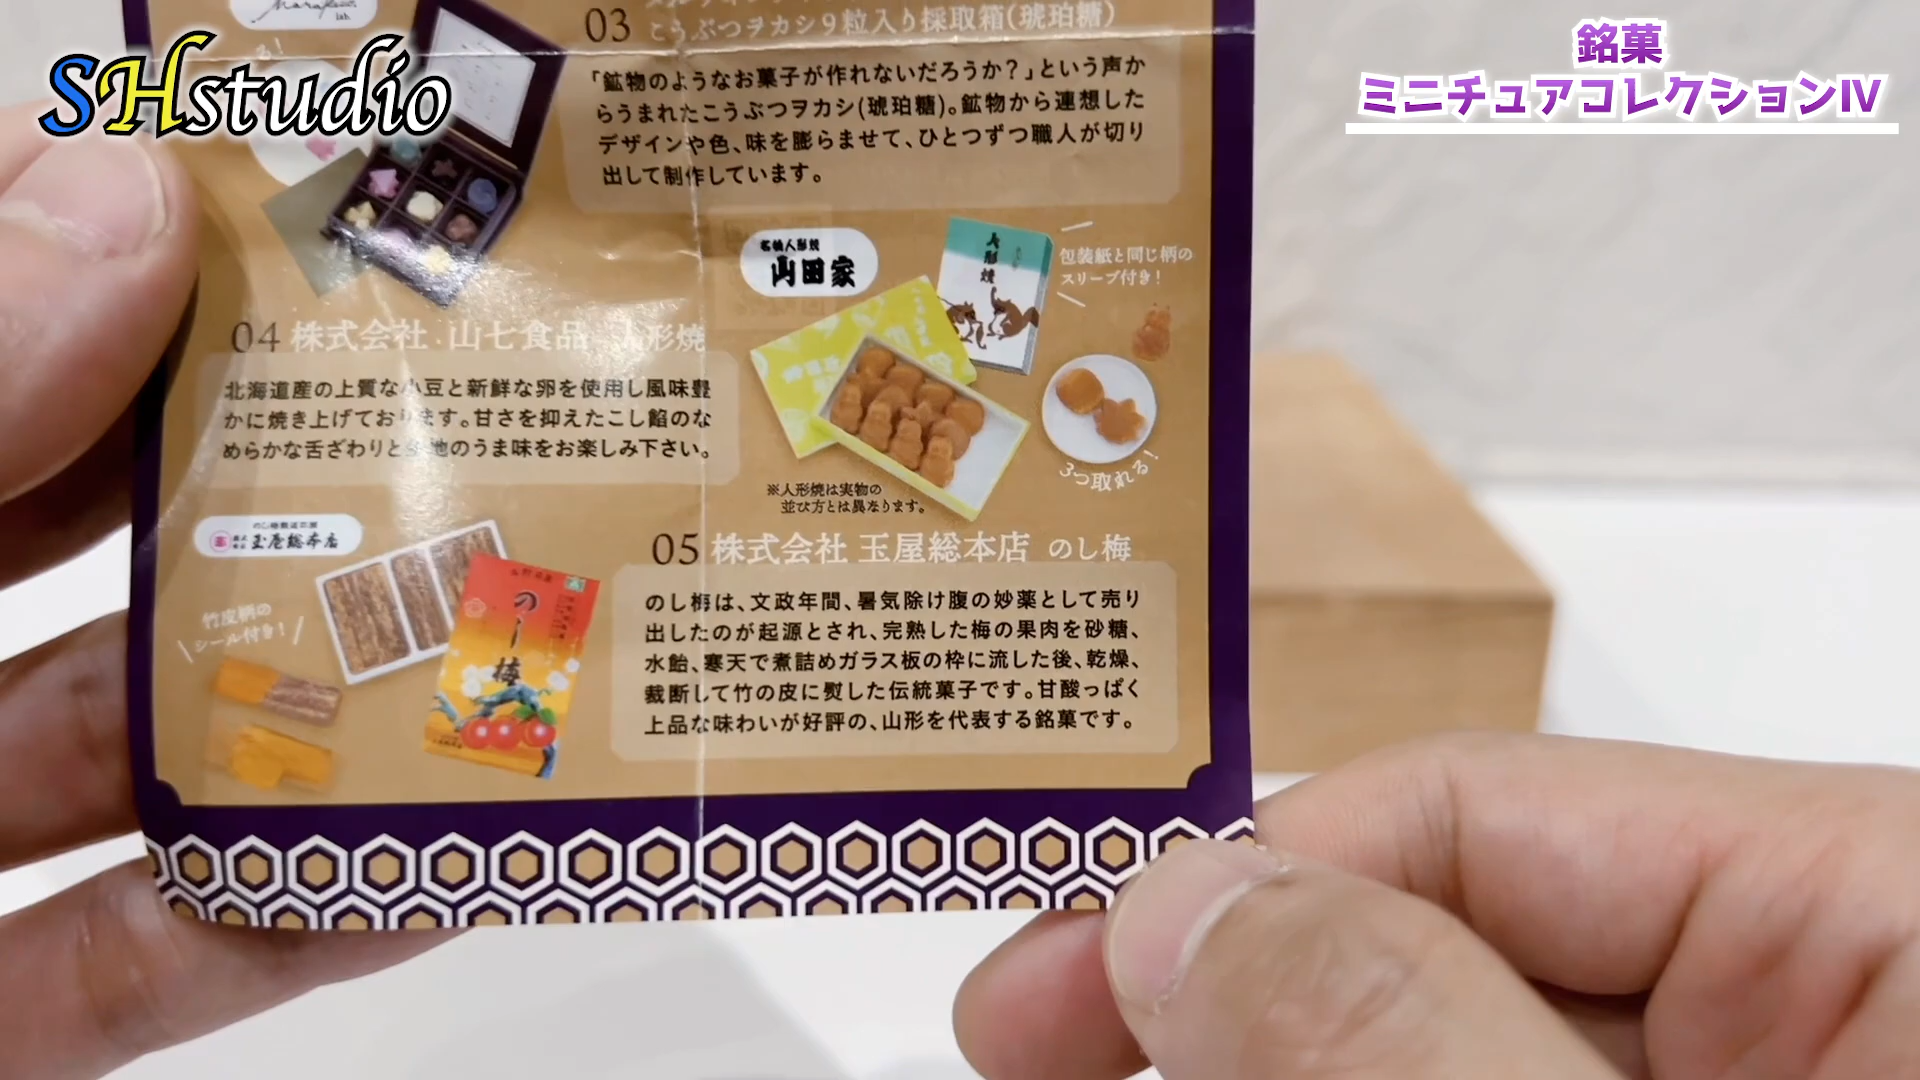 SHstudio
銘菓
ミニチュアコレクションⅣ
lab.
る!
03
こうぶつヲカシ9粒入り採取箱(琥珀糖)
「鉱物のようなお菓子が作れないだろうか?」という声か
らうまれたこうぶつヲカシ(琥珀糖)。鉱物から連想した
デザインや色、味を膨らませて、ひとつずつ職人が切り
出して制作しています。
名物人形焼
山田家
人形焼
包装紙と同じ柄の
スリーブ付き!
04 株式会社 山七食品 人形焼
北海道産の上質な小豆と新鮮な卵を使用し風味豊
かに焼き上げております。甘さを抑えたこし餡のな
めらかな舌ざわりと生地のうま味をお楽しみ下さい。
3つ取れる!
※人形焼は実物の
並び方とは異なります。
玉屋総本店
竹皮柄の
シール付き!
のし梅
05 株式会社 玉屋総本店 のし梅
のし梅は、文政年間、暑気除け腹の妙薬として売り
出したのが起源とされ、完熟した梅の果肉を砂糖、
水飴、寒天で煮詰めガラス板の枠に流した後、乾燥、
裁断して竹の皮に熨した伝統菓子です。甘酸っぱく
上品な味わいが好評の、山形を代表する銘菓です。